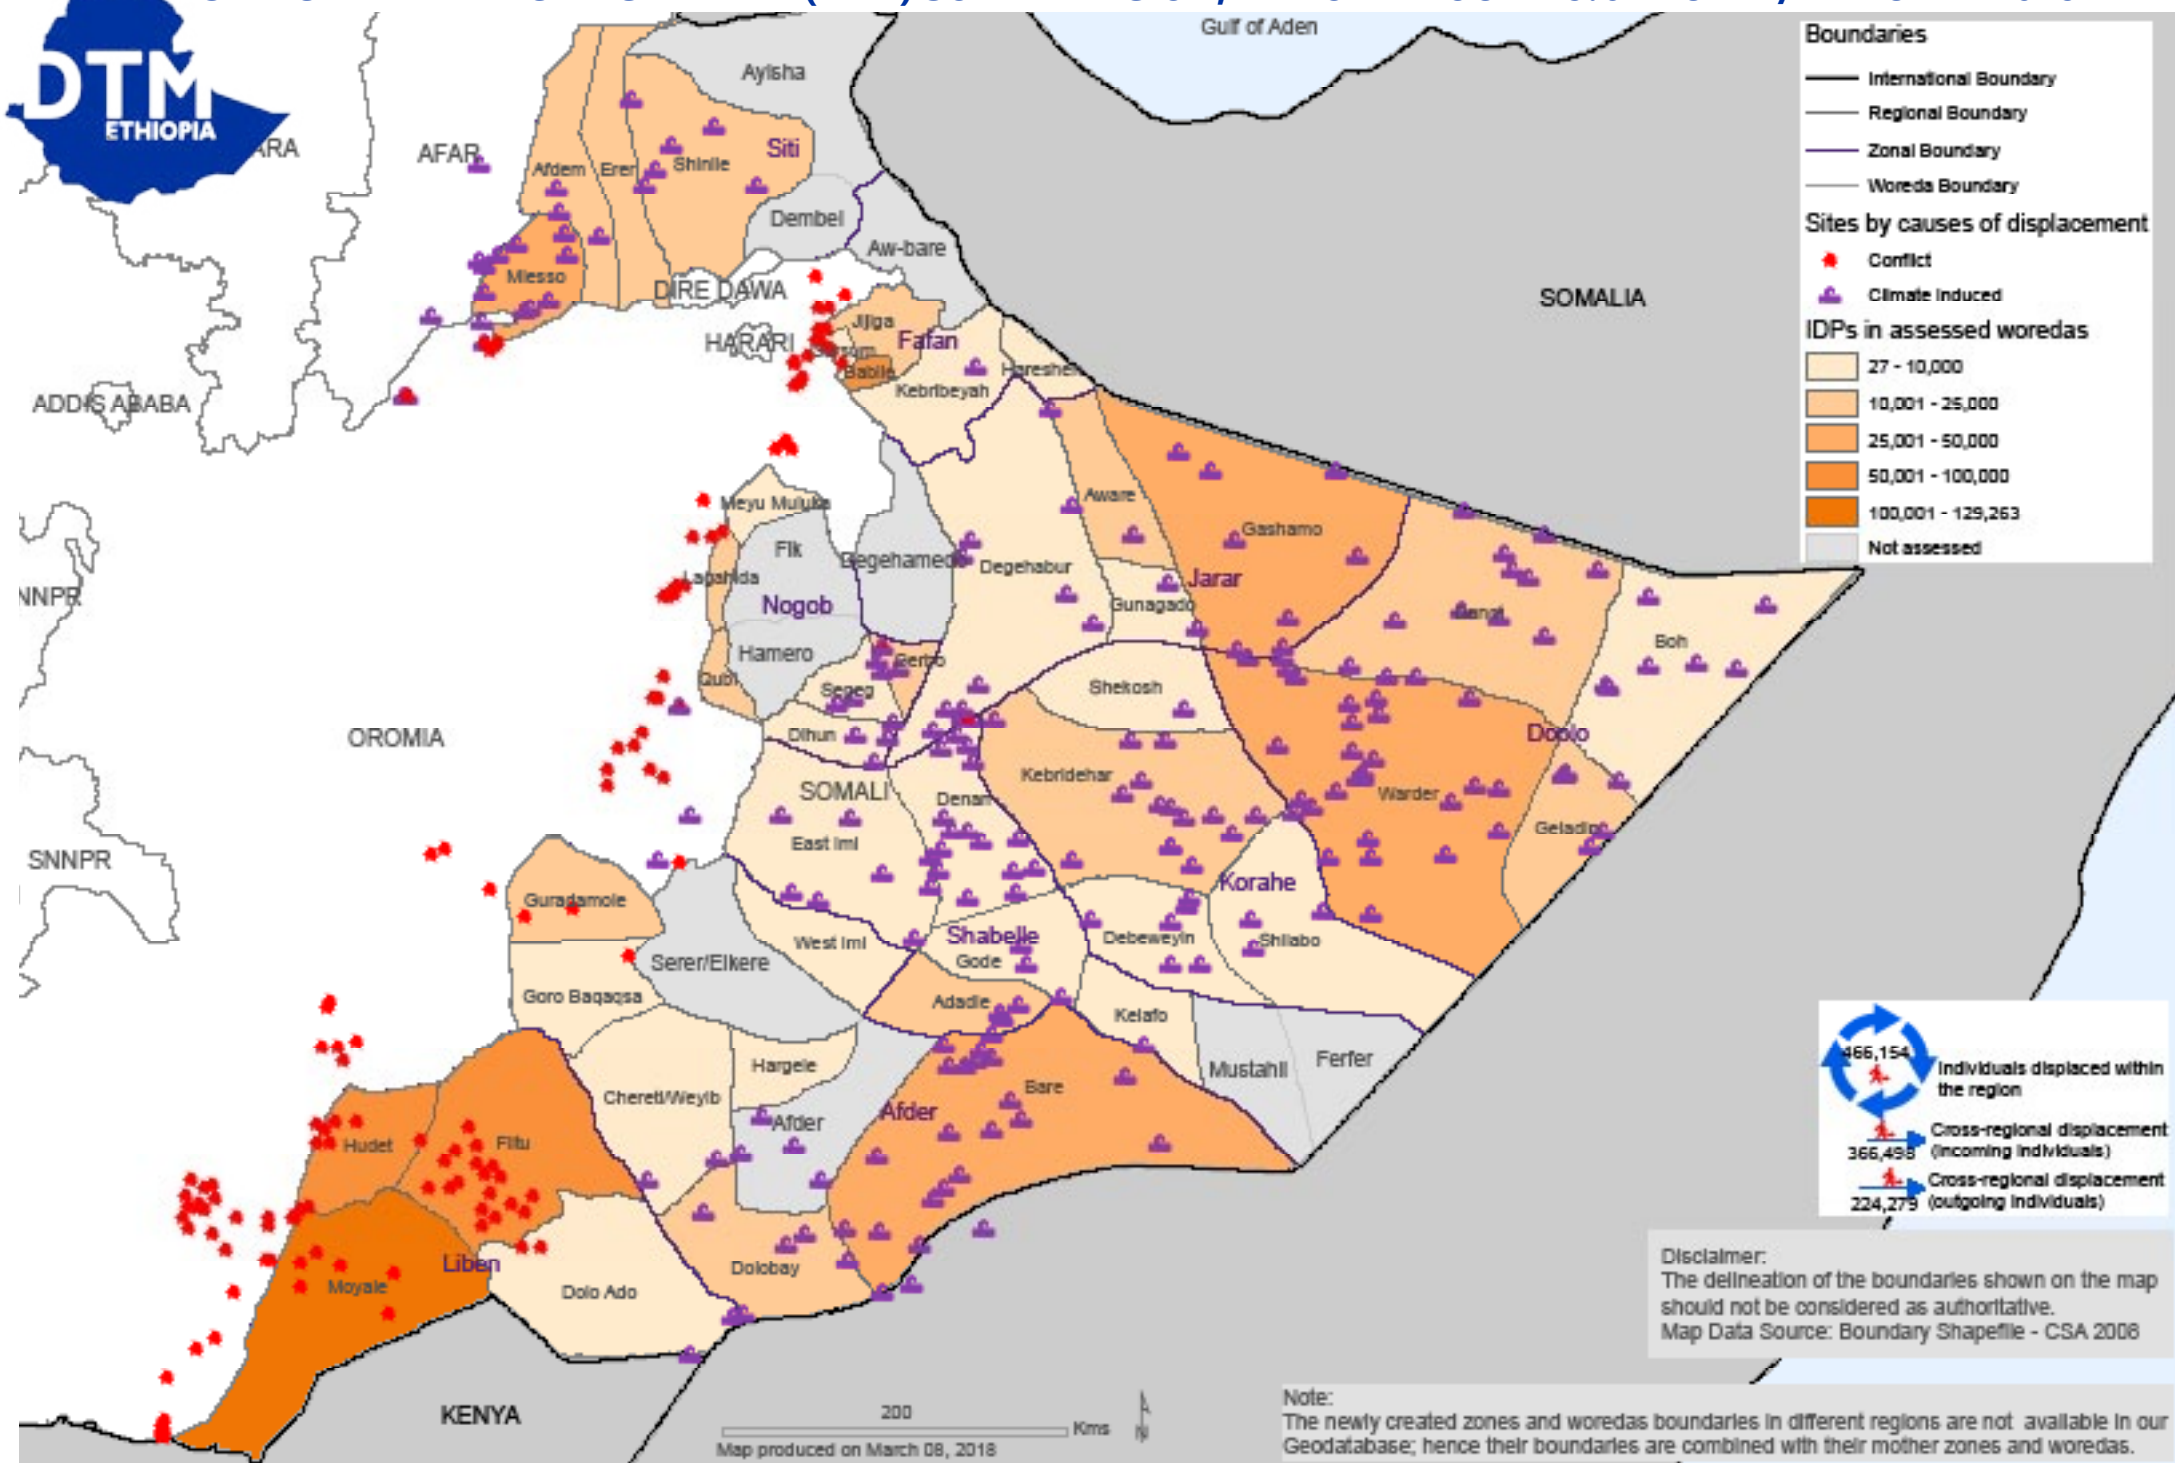 DTM
ETHIOPIA
Gulf of Aden
Boundaries
International Boundary
Regional Boundary
Zonal Boundary
Woreda Boundary
Sites by causes of displacement
Conflict
Climate Induced
IDPs in assessed woredas
27 - 10,000
10,001 - 25,000
25,001 - 50,000
50,001 - 100,000
100,001 - 129,263
Not assessed
ARA
AFAR
Ayisha
Afdem
Erer
Shinile
Siti
Dembel
Aw-bare
Miesso
DIRE DAWA
SOMALIA
Jijiga
HARARI
Fafan
Babile
Hareshen
Kebribeyah
ADDIS ABABA
Meyu Muluka
Aware
Fik
Degehamedo
Gashamo
Degehabur
Lagahida
Jarar
NNPR
Nogob
Gunagado
Danot
Boh
Hamero
Gerbo
Qubi
Segeg
Shekosh
OROMIA
Dihun
Doolo
Kebridehar
SOMALI
Denan
Warder
East Imi
Geladin
SNNPR
Korahe
Guradamole
West Imi
Shabelle
Debeweyin
Shilabo
Serer/Elkere
Gode
Goro Baqaqsa
Adadle
Kelafo
Hargele
Mustahil
Ferfer
Cheretl/Weyib
Bare
Afder
Afder
Hudet
Filtu
Liben
Moyale
Dolobay
Dolo Ado
KENYA
466,154
Individuals displaced within
the region
Cross-regional displacement
366,498
(incoming individuals)
Cross-regional displacement
224,279
(outgoing individuals)
Disclaimer:
The delineation of the boundaries shown on the map
should not be considered as authoritative.
Map Data Source: Boundary Shapefile - CSA 2008
200
Kms
N
Map produced on March 08, 2018
Note:
The newly created zones and woredas boundaries in different regions are not available in our
Geodatabase; hence their boundaries are combined with their mother zones and woredas.